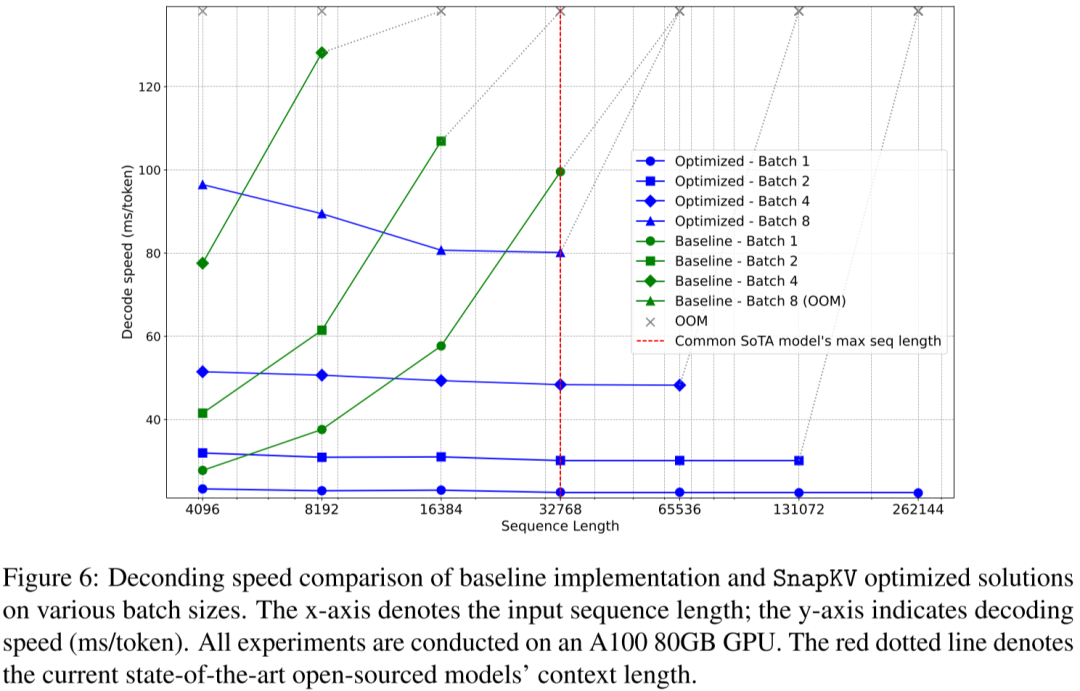 120
100
80
60
40
Decode speed (ms/token)
Optimized - Batch 1
Optimized - Batch 2
Optimized - Batch 4
Optimized - Batch 8
Baseline - Batch 1
Baseline - Batch 2
Baseline - Batch 4
Baseline - Batch 8 (OOM)
OOM
Common SoTA model's max seq length
4096 8192 16384 32768 65536 131072 262144
Sequence Length
Figure 6: Deconding speed comparison of baseline implementation and SnapKV optimized solutions
on various batch sizes. The x-axis denotes the input sequence length; the y-axis indicates decoding
speed (ms/token). All experiments are conducted on an A100 80GB GPU. The red dotted line denotes
the current state-of-the-art open-sourced models’ context length.